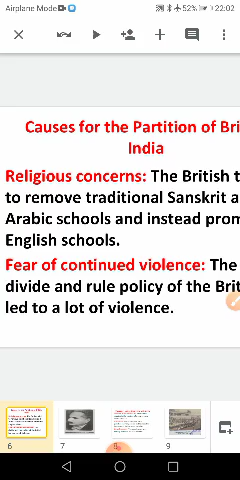 Airplane Mode 52% 22:02
Causes for the Partition of Bri
India
Religious concerns: The British t
to remove traditional Sanskrit a
Arabic schools and instead prom
English schools.
Fear of continued violence: The
divide and rule policy of the Brit
led to a lot of violence.
6 7 8 9